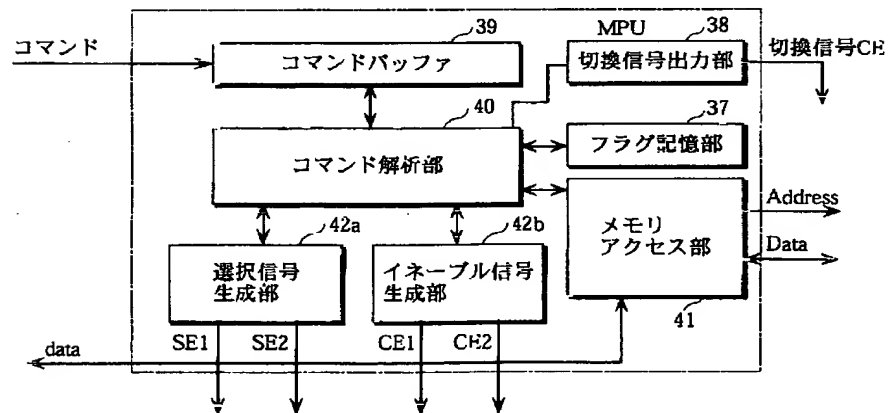 コマンド
39
コマンドバッファ
MPU
38
切換信号出力部
切換信号CE
40
コマンド解析部
37
フラグ記憶部
メモリ
アクセス部
41
Address
Data
42a
選択信号
生成部
42b
イネーブル信号
生成部
data
SE1
SE2
CE1
CE2